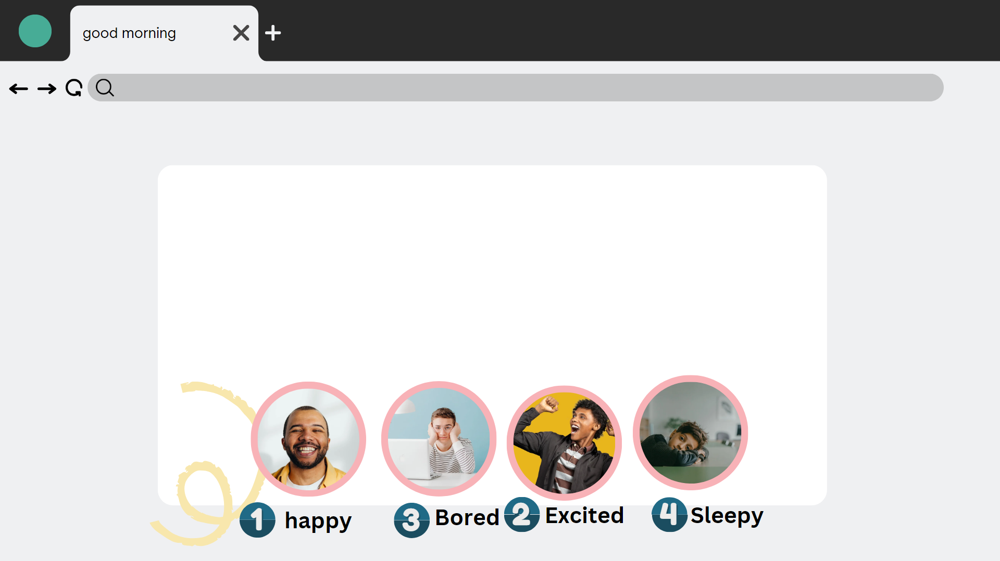 good morning
1 happy
3 Bored
2 Excited
4 Sleepy